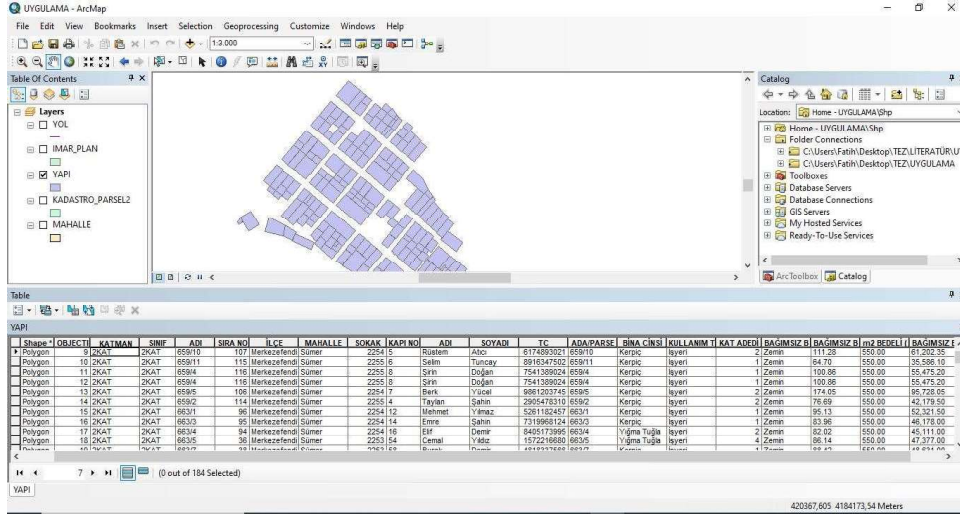 UYGULAMA - ArcMap
File Edit View Bookmarks Insert Selection Geoprocessing Customize Windows Help
1:3.000
Table Of Contents
Layers
YOL
IMAR_PLAN
YAPI
KADASTRO_PARSEL2
MAHALLE
Catalog
Location: Home - UYGULAMA\Shp
Home - UYGULAMA\Shp
Folder Connections
C:\Users\Fatih\Desktop\TEZ\LİTERATÜR\U
C:\Users\Fatih\Desktop\TEZ\UYGULAMA
Toolboxes
Database Servers
Database Connections
GIS Servers
My Hosted Services
Ready-To-Use Services
ArcToolbox Catalog
Table
YAPI
Shape * OBJECTI KATMAN SINIF ADI SIRA NO İLÇE MAHALLE SOKAK KAPI NO ADI SOYADI TC ADA/PARSE BİNA CİNSİ KULLANIM T KAT ADEDİ BAĞIMSIZ B BAĞIMSIZ B m2 BEDELİ ( BAĞIMSIZ B
Polygon 9 2KAT 2KAT 659/10 107 Merkezefendi Sümer 2254 5 Rüstem Atıcı 6174893021 659/10 Kerpiç İşyeri 2 Zemin 111.28 550.00 61,202.35
Polygon 10 2KAT 2KAT 659/11 115 Merkezefendi Sümer 2255 6 Selim Tuncay 8916347502 659/11 Kerpiç İşyeri 1 Zemin 64.70 550.00 35,586.10
Polygon 11 2KAT 2KAT 659/4 116 Merkezefendi Sümer 2255 8 Şirin Doğan 7541389024 659/4 Kerpiç İşyeri 1 Zemin 100.86 550.00 55,475.20
Polygon 12 2KAT 2KAT 659/4 116 Merkezefendi Sümer 2255 8 Şirin Doğan 7541389024 659/4 Kerpiç İşyeri 1 Zemin 100.86 550.00 55,475.20
Polygon 13 2KAT 2KAT 659/5 106 Merkezefendi Sümer 2254 7 Berk Yücel 9861203745 659/5 Kerpiç İşyeri 2 Zemin 174.05 550.00 95,728.05
Polygon 14 2KAT 2KAT 659/2 114 Merkezefendi Sümer 2255 4 Taylan Şahin 2905478310 659/2 Kerpiç İşyeri 2 Zemin 76.69 550.00 42,179.50
Polygon 15 2KAT 2KAT 663/1 96 Merkezefendi Sümer 2254 12 Mehmet Yılmaz 5261182457 663/1 Kerpiç İşyeri 1 Zemin 95.13 550.00 52,321.50
Polygon 16 2KAT 2KAT 663/3 95 Merkezefendi Sümer 2254 14 Emre Şahin 7319968124 663/3 Kerpiç İşyeri 1 Zemin 83.96 550.00 46,178.00
Polygon 17 2KAT 2KAT 663/4 94 Merkezefendi Sümer 2254 16 Elif Demir 8405173995 663/4 Yığma Tuğla İşyeri 2 Zemin 82.02 550.00 45,111.00
Polygon 18 2KAT 2KAT 663/5 38 Merkezefendi Sümer 2253 54 Cemal Yıldız 1572216680 663/5 Yığma Tuğla İşyeri 4 Zemin 86.14 550.00 47,377.00
7 (0 out of 184 Selected)
YAPI
420367,605 4184173,54 Meters